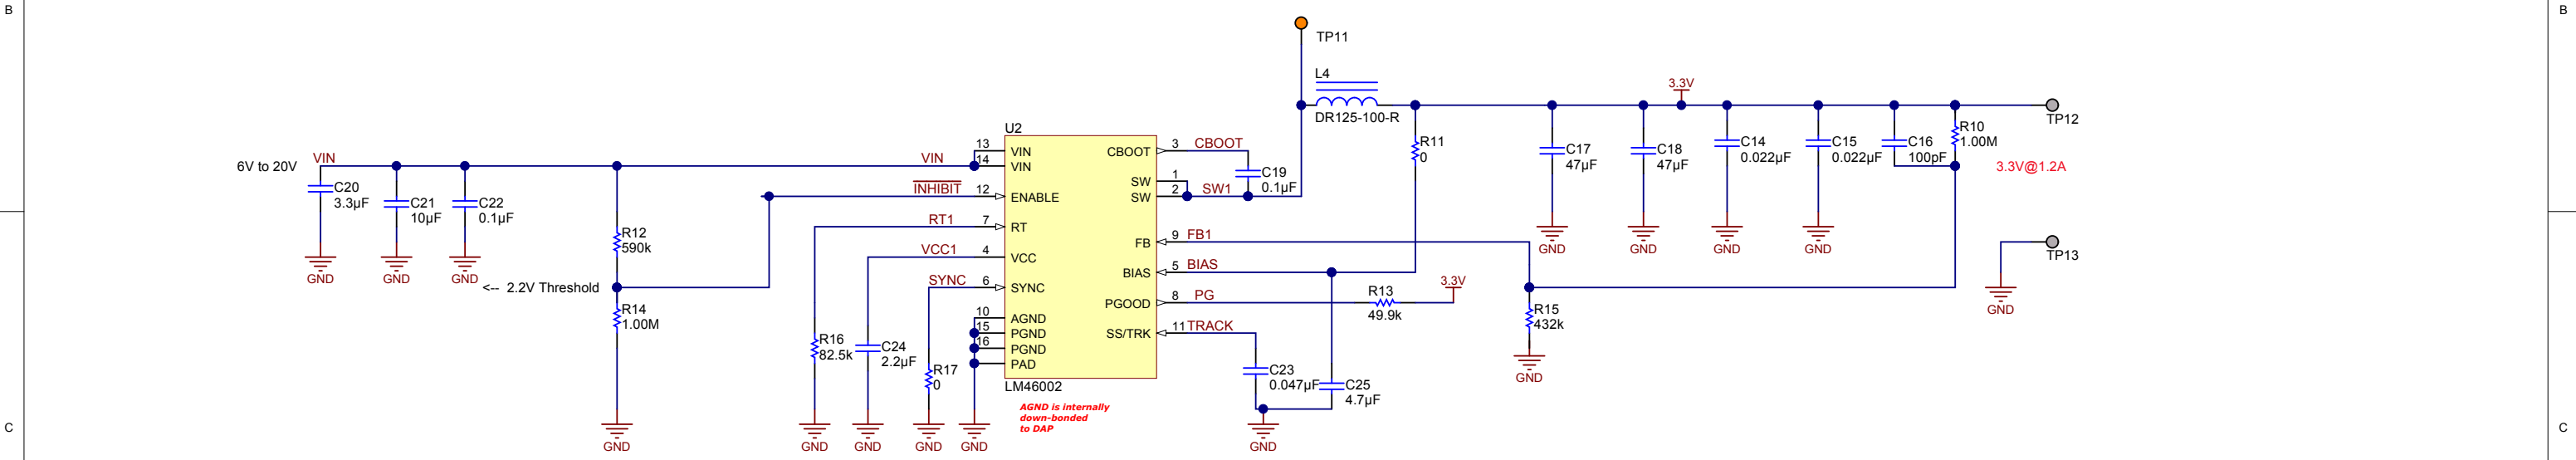 B
B
TP11
L4
3.3V
DR125-100-R
TP12
U2
6V to 20V
VIN
VIN
13
VIN
14
VIN
CBOOT
3
CBOOT
R11
0
C17
47µF
C18
47µF
C14
0.022µF
C15
0.022µF
C16
100pF
R10
1.00M
3.3V@1.2A
C20
3.3µF
C21
10µF
C22
0.1µF
INHIBIT
12
ENABLE
SW
1
SW
2
SW1
C19
0.1µF
RT1
7
RT
R12
590k
FB
9
FB1
GND
GND
GND
GND
TP13
VCC1
4
VCC
BIAS
5
BIAS
GND
GND
GND
<-- 2.2V Threshold
SYNC
6
SYNC
PGOOD
8
PG
R13
49.9k
3.3V
GND
R14
1.00M
10
AGND
15
PGND
16
PGND
PAD
SS/TRK
11
TRACK
R15
432k
R16
82.5k
C24
2.2µF
R17
0
C23
0.047µF
C25
4.7µF
GND
LM46002
AGND is internally
down-bonded
to DAP
C
C
GND
GND
GND
GND
GND
GND